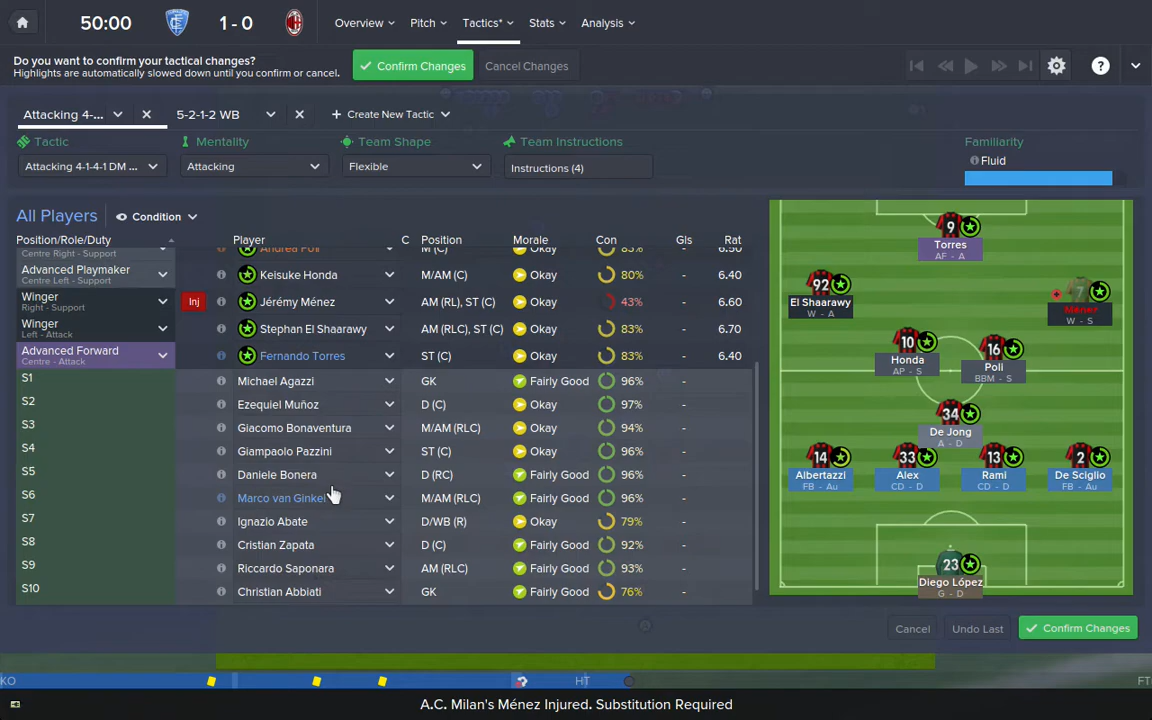 50:00 1 - 0 Overview Pitch Tactics* Stats Analysis
Do you want to confirm your tactical changes?
Highlights are automatically slowed down until you confirm or cancel.
Confirm Changes Cancel Changes ?
Attacking 4-... 5-2-1-2 WB Create New Tactic
Tactic Mentality Team Shape Team Instructions Familiarity
Attacking 4-1-4-1 DM ... Attacking Flexible Instructions (4) Fluid
All Players Condition
Position/Role/Duty Player C Position Morale Con Gls Rat
Centre Right - Support Andrea Poli M (C) Okay 83% - 6.50
Advanced Playmaker
Centre Left - Support Keisuke Honda M/AM (C) Okay 80% - 6.40
Winger
Right - Support Inj Jérémy Ménez AM (RL), ST (C) Okay 43% - 6.60
Winger
Left - Attack Stephan El Shaarawy AM (RLC), ST (C) Okay 83% - 6.70
Advanced Forward
Centre - Attack Fernando Torres ST (C) Okay 83% - 6.40
S1 Michael Agazzi GK Fairly Good 96% -
S2 Ezequiel Muñoz D (C) Okay 97% -
S3 Giacomo Bonaventura M/AM (RLC) Okay 94% -
S4 Giampaolo Pazzini ST (C) Okay 96% -
S5 Daniele Bonera D (RC) Fairly Good 96% -
S6 Marco van Ginkel M/AM (RLC) Fairly Good 96% -
S7 Ignazio Abate D/WB (R) Okay 79% -
S8 Cristian Zapata D (C) Fairly Good 92% -
S9 Riccardo Saponara AM (RLC) Fairly Good 93% -
S10 Christian Abbiati GK Fairly Good 76% -
9
Torres
AF - A
92 7
El Shaarawy Ménez
W - A W - S
10 16
Honda Poli
AP - S BBM - S
34
De Jong
A - D
14 33 13 2
Albertazzi Alex Rami De Sciglio
FB - Au CD - D CD - D FB - Au
23
Diego López
G - D
Cancel Undo Last Confirm Changes
KO HT FT
A.C. Milan's Ménez Injured. Substitution Required